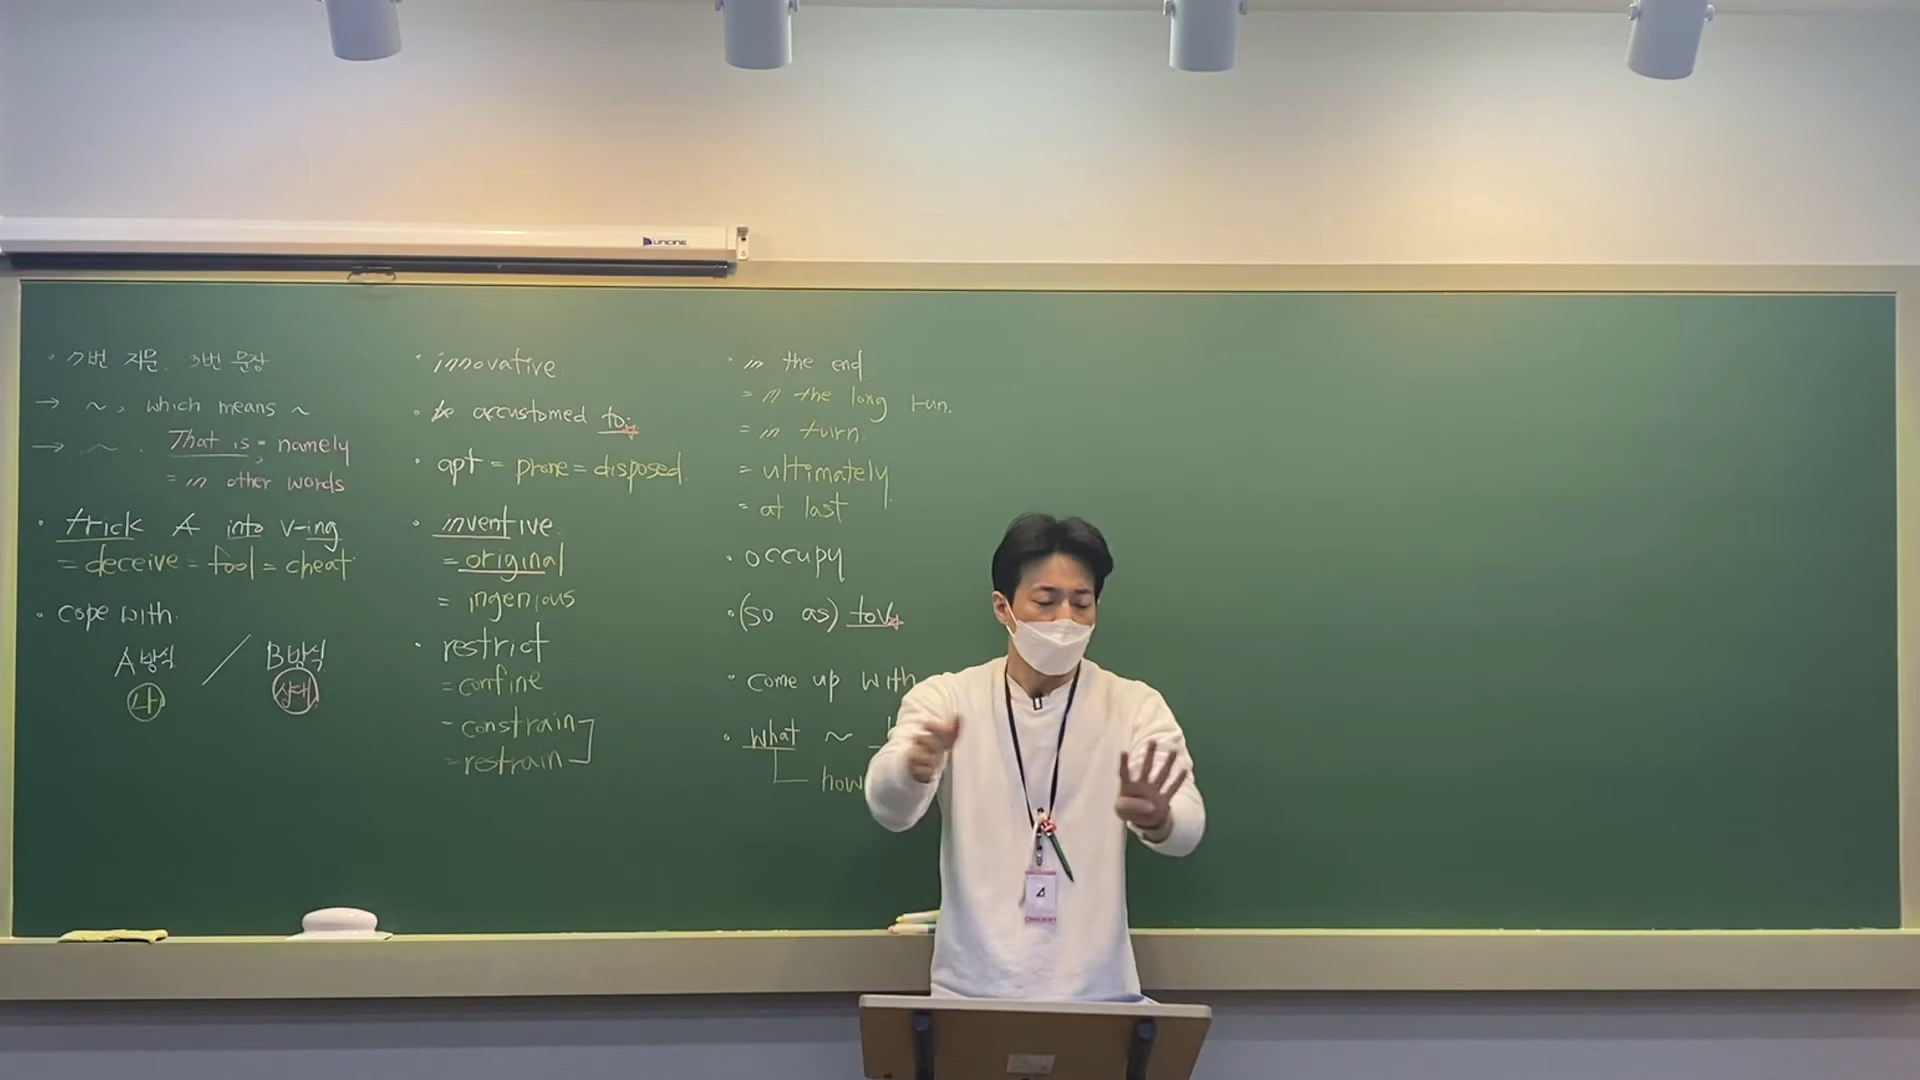 · 7번 지문. 3번 문장
→ ~, which means ~
→ ~. That is, = namely
= in other words
· trick A into v-ing
= deceive = fool = cheat
· cope with.
A방식 / B방식
나 상대
· innovative.
· be accustomed to
· apt = prone = disposed.
· inventive.
= original
= ingenious
· restrict
= confine
- constrain
= restrain
· in the end
= in the long run.
= in turn.
= ultimately
= at last
· occupy
· (so as) to V
· come up with
· what ~
how
UNCINE